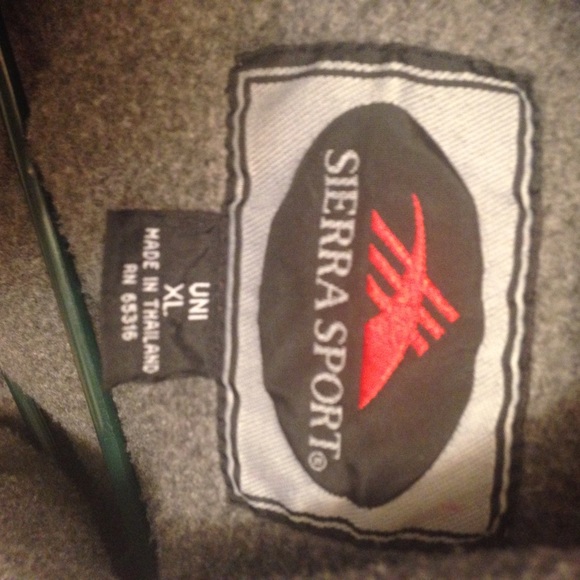 SIERRA SPORT®
UNI
XL
MADE IN THAILAND
RN 65316